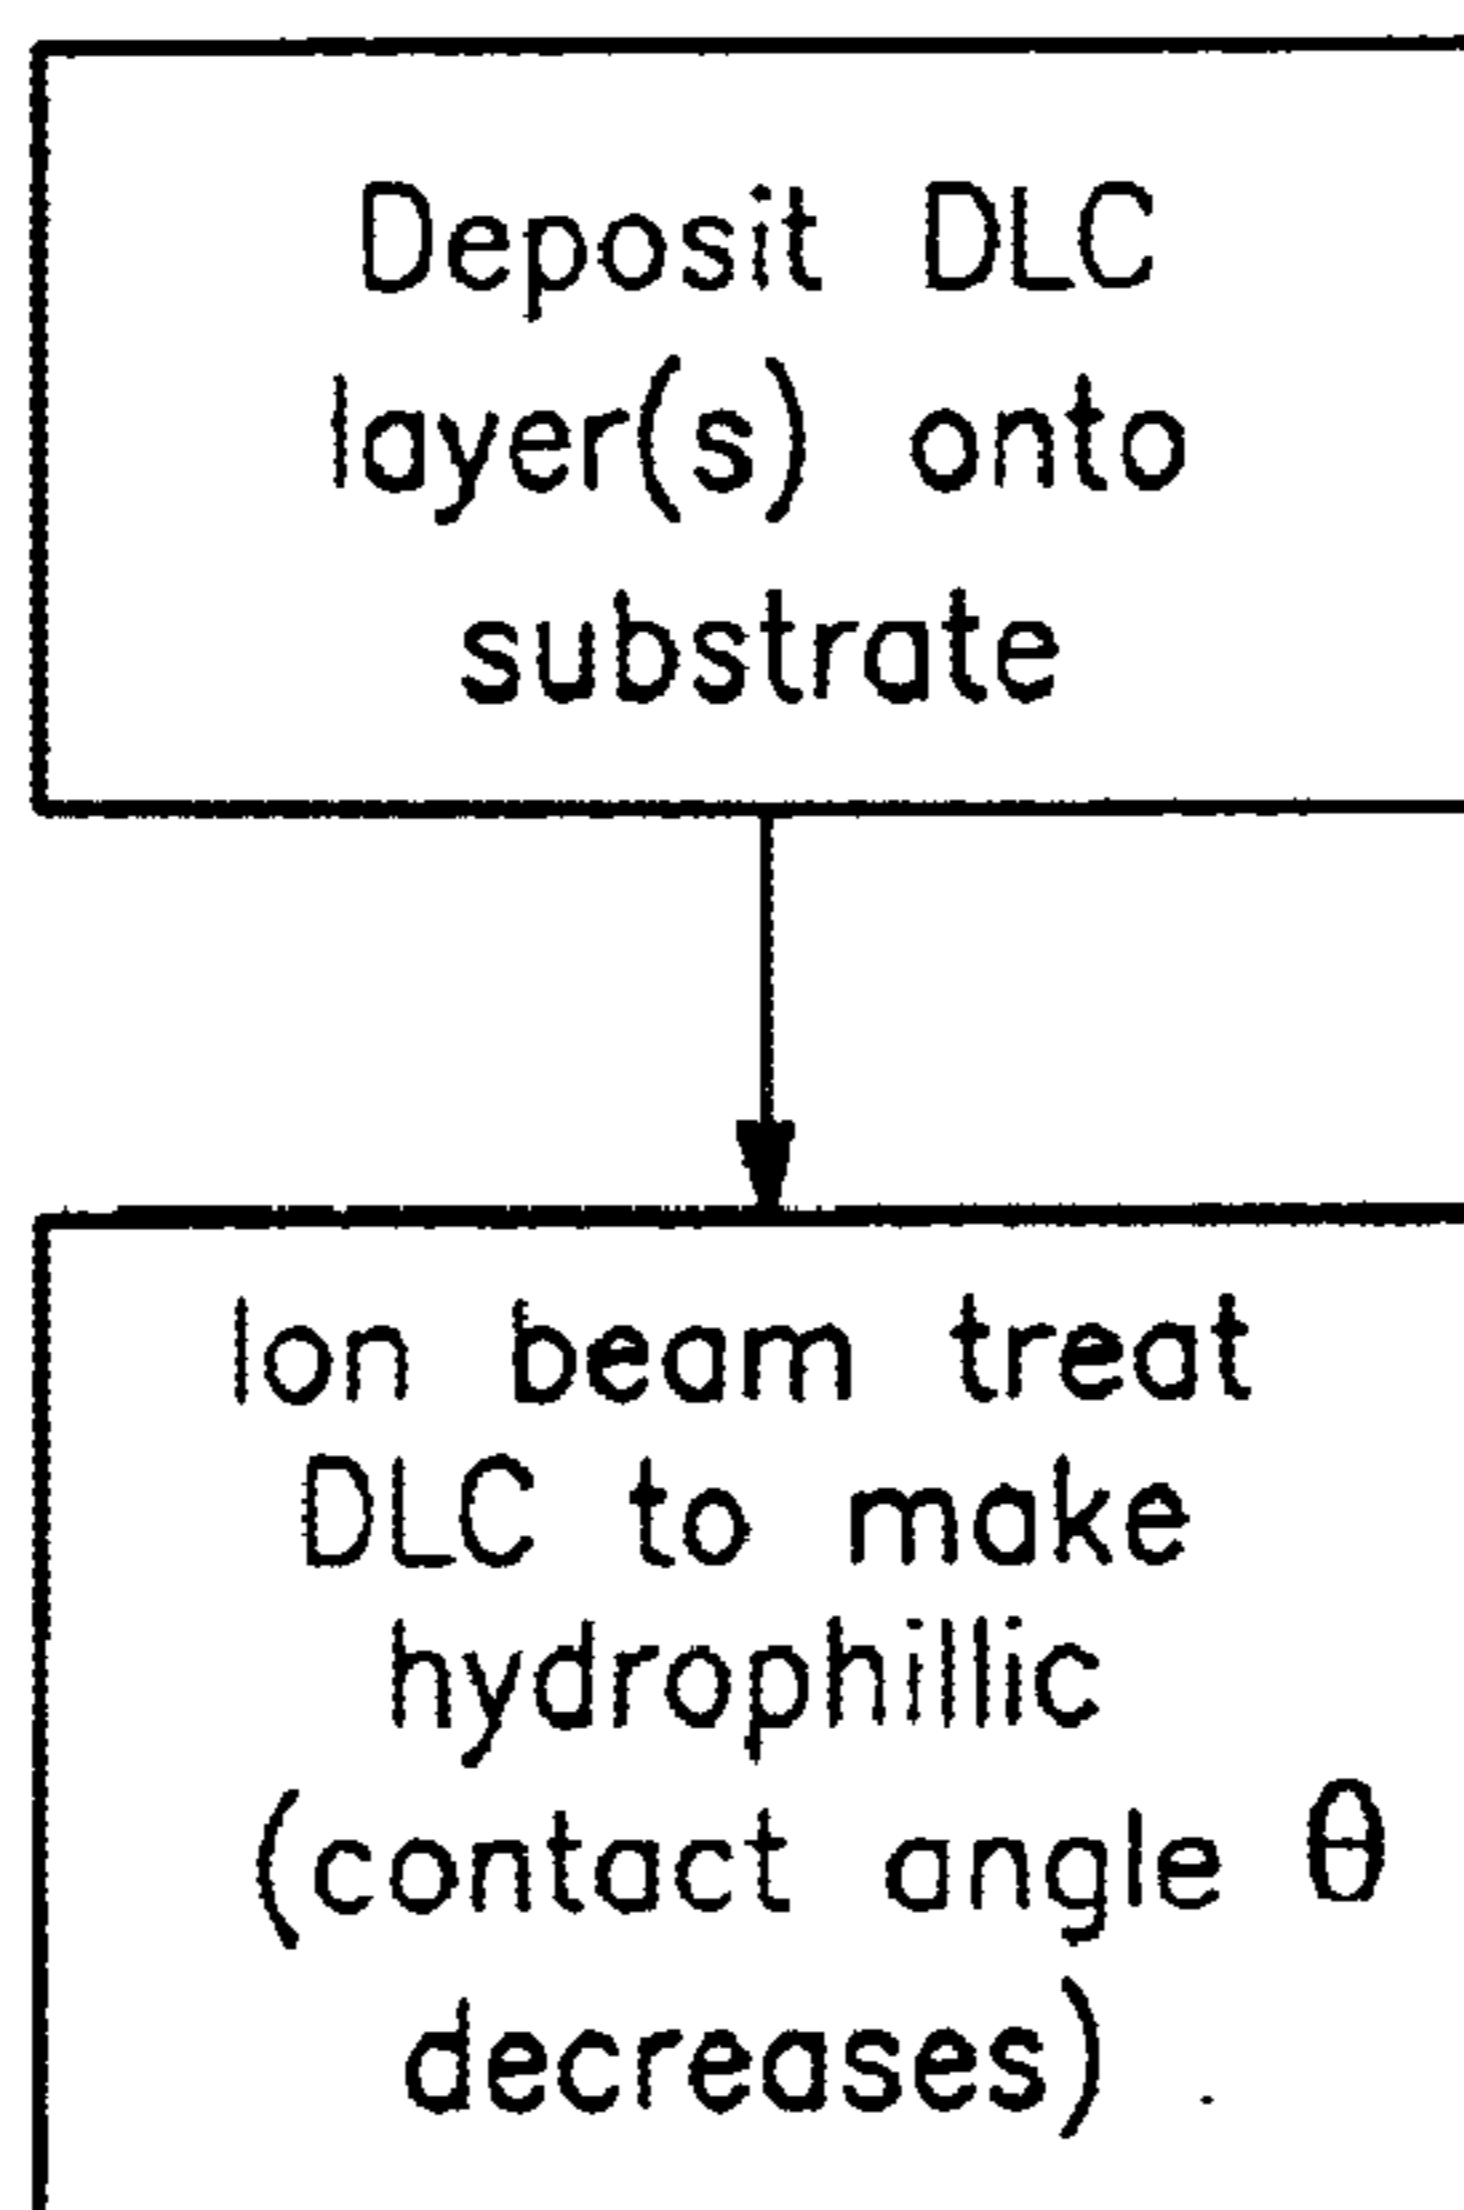 Deposit DLC
layer(s) onto
substrate
Ion beam treat
DLC to make
hydrophillic
(contact angle θ
decreases)